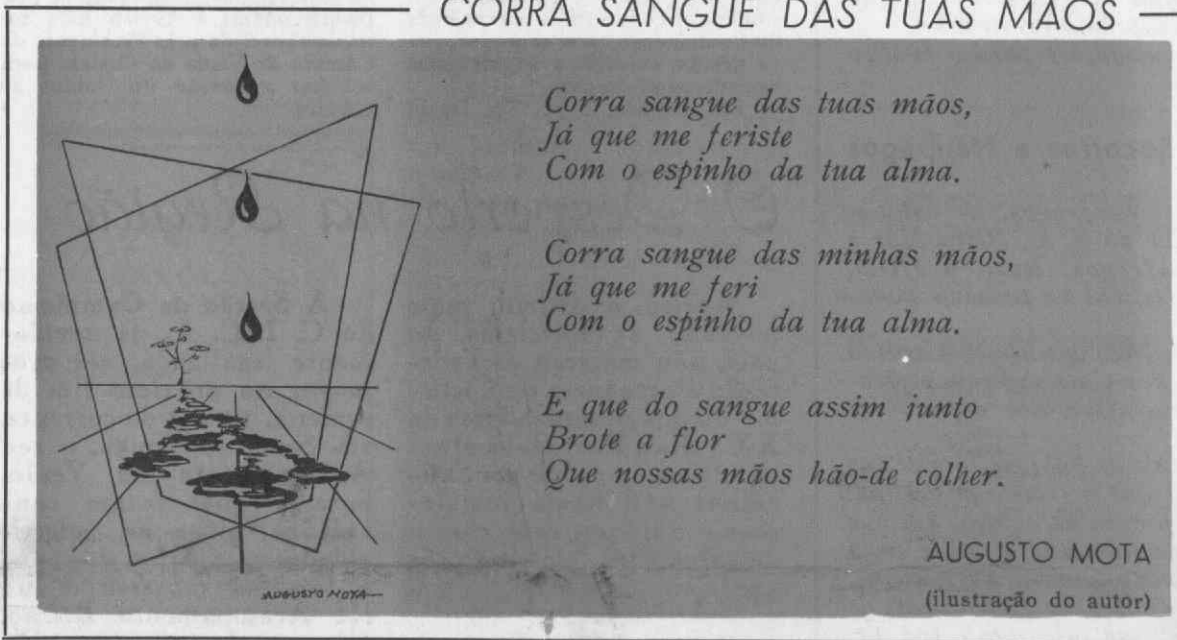 CORRA SANGUE DAS TUAS MÃOS
Corra sangue das tuas mãos,
Já que me feriste
Com o espinho da tua alma.
Corra sangue das minhas mãos,
Já que me feri
Com o espinho da tua alma.
E que do sangue assim junto
Brote a flor
Que nossas mãos hão-de colher.
AUGUSTO MOTA
(ilustração do autor)
AUGUSTO MOTA